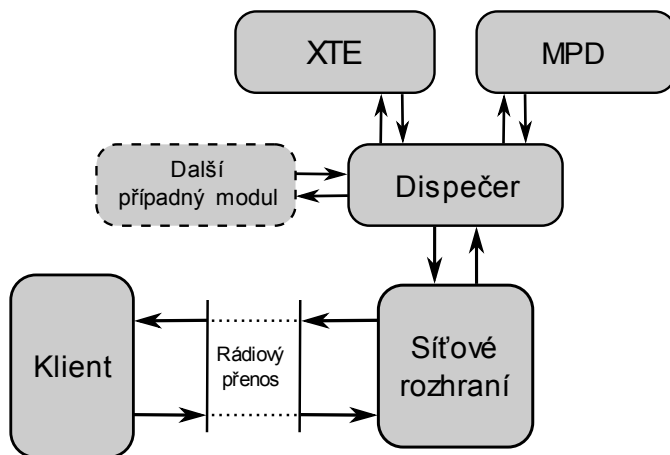 XTE
MPD
Další
případný modul
Dispečer
Klient
Rádiový
přenos
Síťové
rozhraní